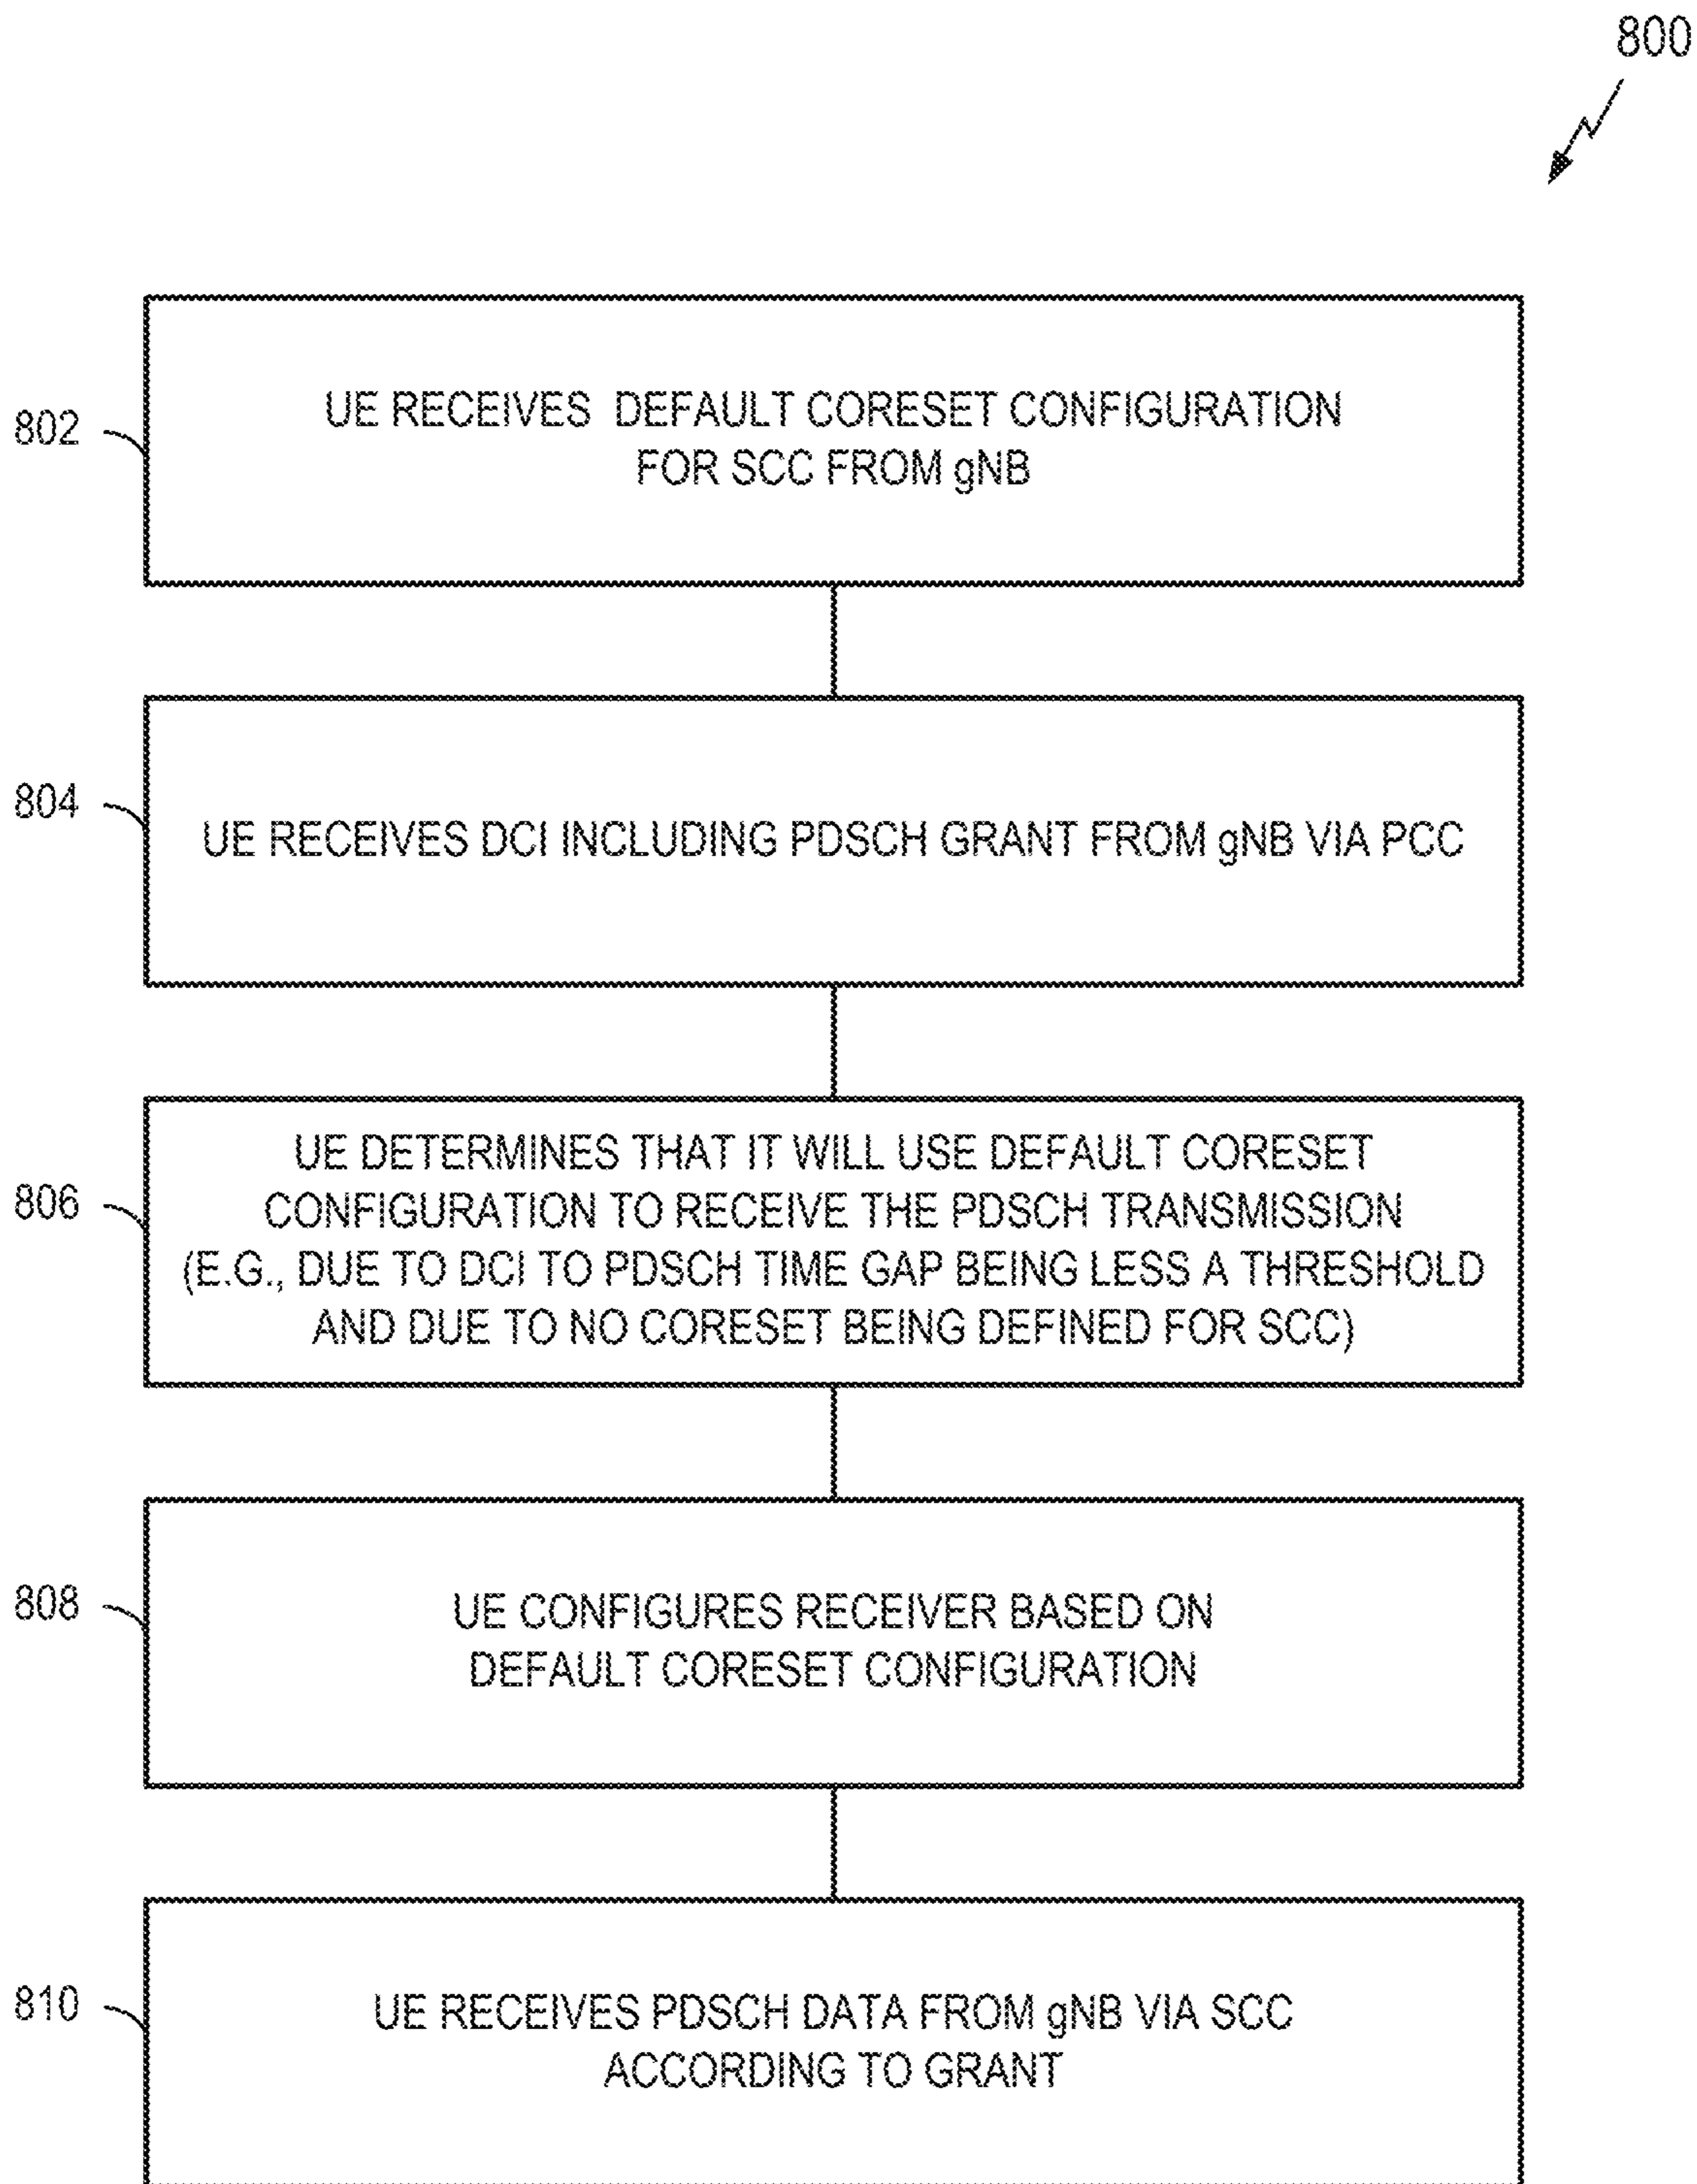 800
802
UE RECEIVES DEFAULT CORESET CONFIGURATION
FOR SCC FROM gNB
804
UE RECEIVES DCI INCLUDING PDSCH GRANT FROM gNB VIA PCC
806
UE DETERMINES THAT IT WILL USE DEFAULT CORESET
CONFIGURATION TO RECEIVE THE PDSCH TRANSMISSION
(E.G., DUE TO DCI TO PDSCH TIME GAP BEING LESS A THRESHOLD
AND DUE TO NO CORESET BEING DEFINED FOR SCC)
808
UE CONFIGURES RECEIVER BASED ON
DEFAULT CORESET CONFIGURATION
810
UE RECEIVES PDSCH DATA FROM gNB VIA SCC
ACCORDING TO GRANT